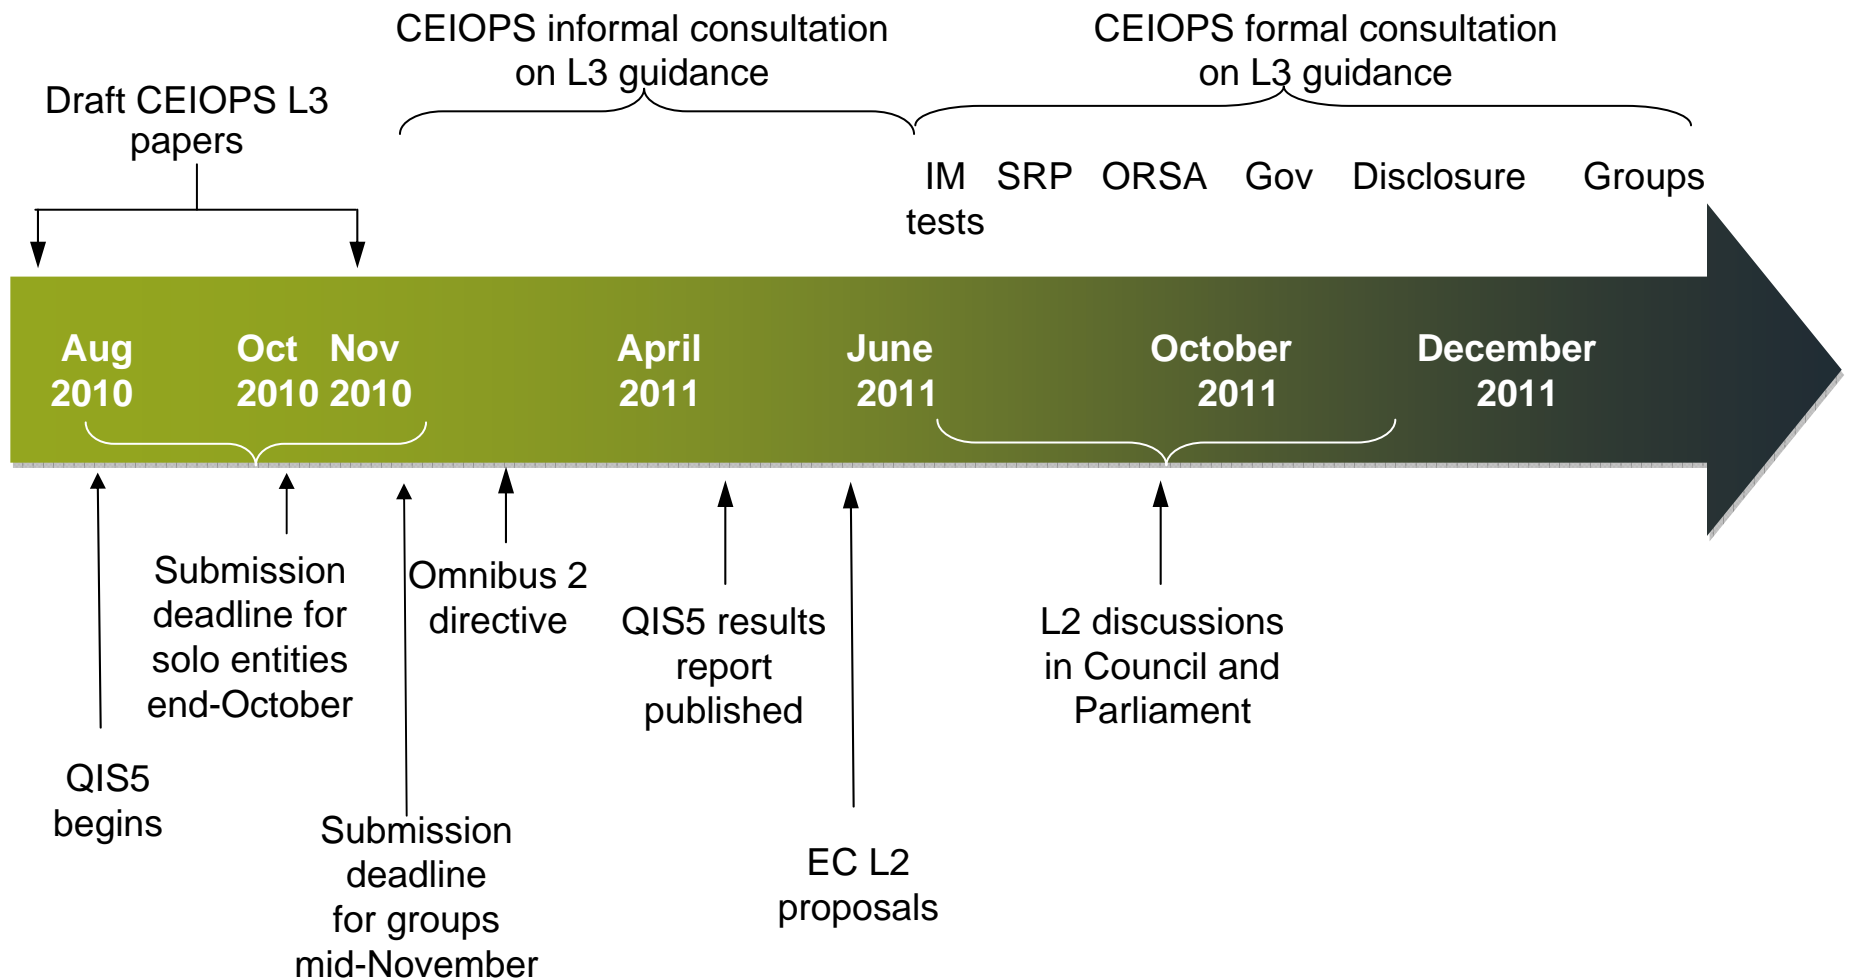 CEIOPS informal consultation
on L3 guidance
CEIOPS formal consultation
on L3 guidance
Draft CEIOPS L3
papers
IM
tests
SRP
ORSA
Gov
Disclosure
Groups
Aug
2010
Oct
2010
Nov
2010
April
2011
June
2011
October
2011
December
2011
QIS5
begins
Submission
deadline for
solo entities
end-October
Submission
deadline
for groups
mid-November
Omnibus 2
directive
QIS5 results
report
published
EC L2
proposals
L2 discussions
in Council and
Parliament